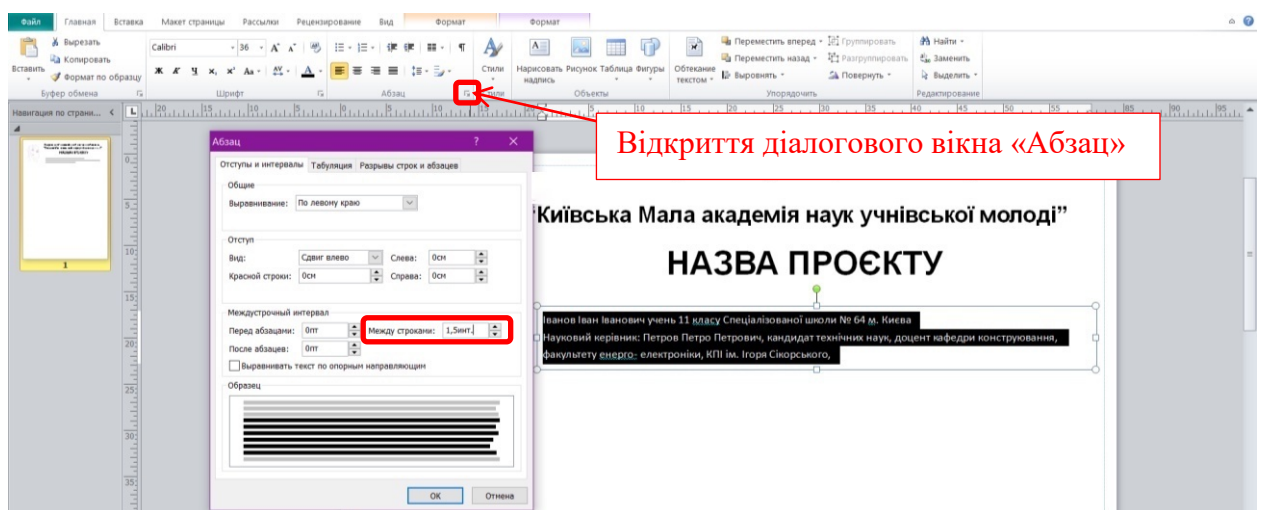 Файл Главная Вставка Макет страницы Рассылки Рецензирование Вид Формат Формат
Вставить
Вырезать
Копировать
Формат по образцу
Буфер обмена
Calibri 36
Ж К Ч
Шрифт
Абзац
Стили
Стили
Нарисовать надпись
Рисунок
Таблица
Фигуры
Объекты
Обтекание текстом
Переместить вперед
Переместить назад
Выровнять
Группировать
Разгруппировать
Повернуть
Упорядочить
Найти
Заменить
Выделить
Редактирование
Навигация по страни...
1
Відкриття діалогового вікна «Абзац»
Абзац ? ×
Отступы и интервалы Табуляция Разрывы строк и абзацев
Общие
Выравнивание: По левому краю
Отступ
Вид: Сдвиг влево Слева: 0см
Красной строки: 0см Справа: 0см
Междустрочный интервал
Перед абзацами: 0пт Между строками: 1,5инт.
После абзацев: 0пт
Выравнивать текст по опорным направляющим
Образец
ОК Отмена
"Київська Мала академія наук учнівської молоді"
НАЗВА ПРОЄКТУ
Іванов Іван Іванович учень 11 класу Спеціалізованої школи № 64 м. Києва
Науковий керівник: Петров Петро Петрович, кандидат технічних наук, доцент кафедри конструювання,
факультету енерго- електроніки, КПІ ім. Ігоря Сікорського,